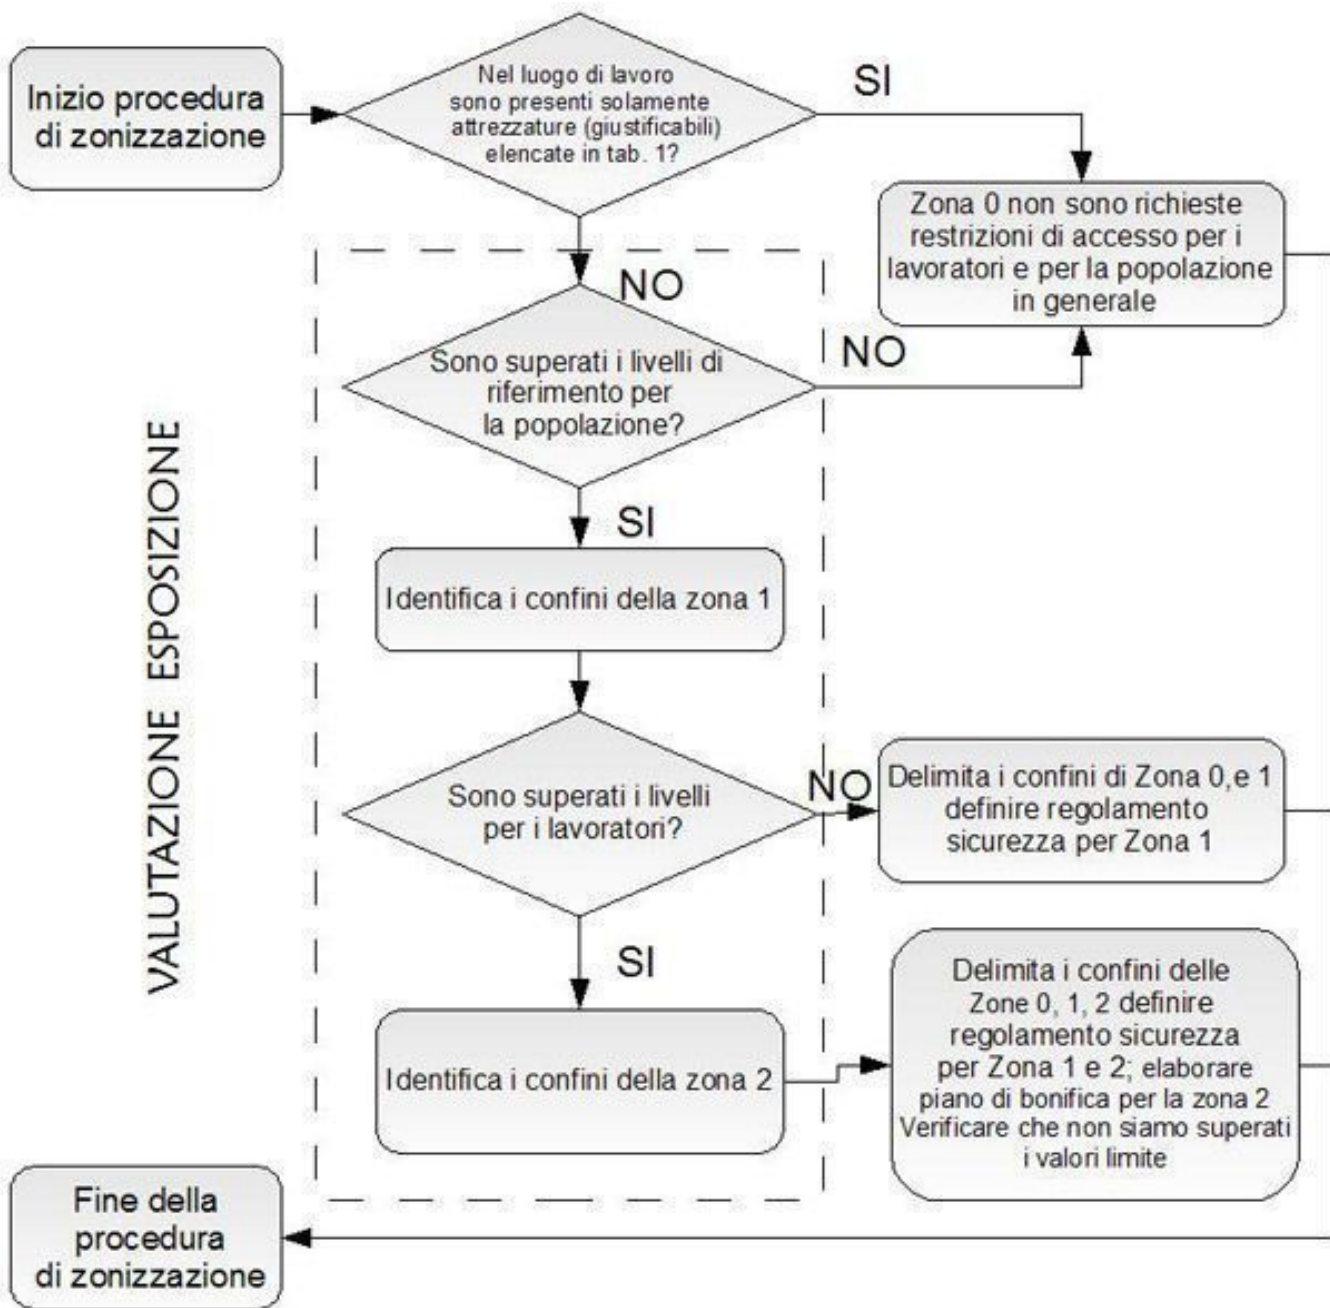 Inizio procedura
di zonizzazione
Nel luogo di lavoro
sono presenti solamente
attrezzature (giustificabili)
elencate in tab. 1?
SI
Zona 0 non sono richieste
restrizioni di accesso per i
lavoratori e per la popolazione
in generale
NO
Sono superati i livelli di
riferimento per
la popolazione?
NO
SI
Identifica i confini della zona 1
Sono superati i livelli
per i lavoratori?
NO
Delimita i confini di Zona 0,e 1
definire regolamento
sicurezza per Zona 1
SI
Identifica i confini della zona 2
Delimita i confini delle
Zone 0, 1, 2 definire
regolamento sicurezza
per Zona 1 e 2; elaborare
piano di bonifica per la zona 2
Verificare che non siamo superati
i valori limite
VALUTAZIONE ESPOSIZIONE
Fine della
procedura
di zonizzazione